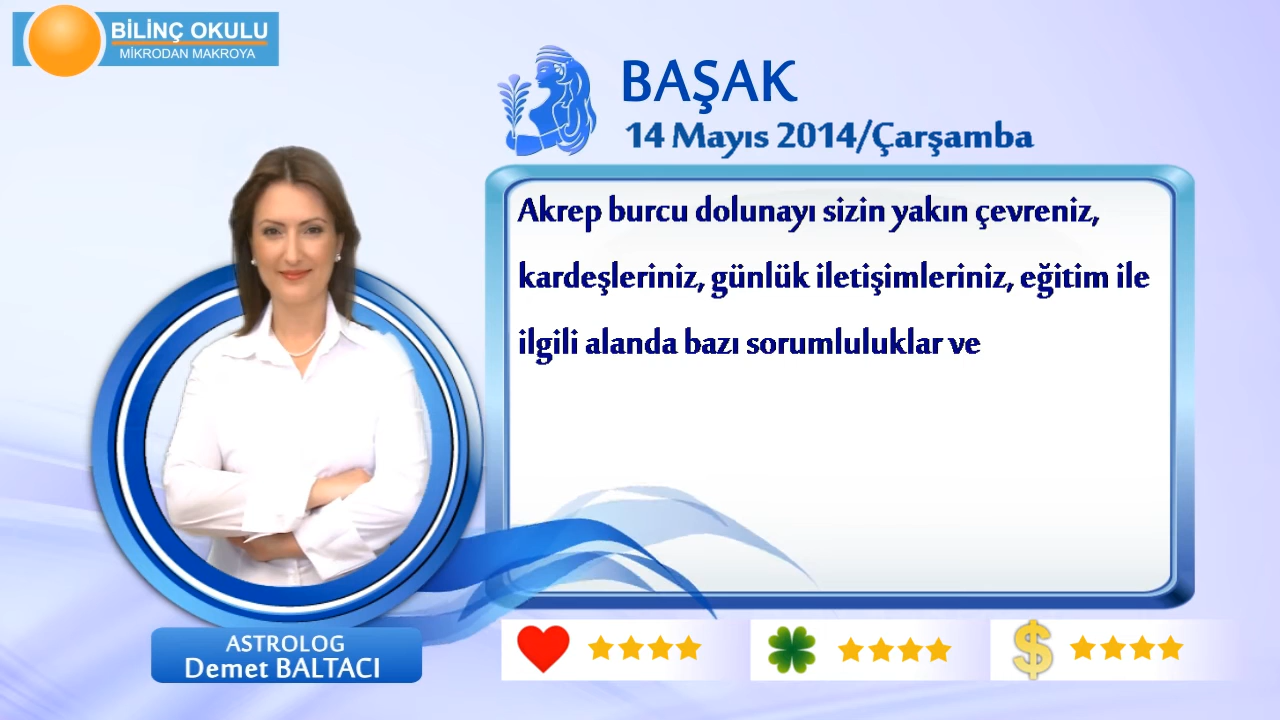 BİLİNÇ OKULU
MİKRODAN MAKROYA
BAŞAK
14 Mayıs 2014/Çarşamba
Akrep burcu dolunayı sizin yakın çevreniz,
kardeşleriniz, günlük iletişimleriniz, eğitim ile
ilgili alanda bazı sorumluluklar ve
ASTROLOG
Demet BALTACI
$